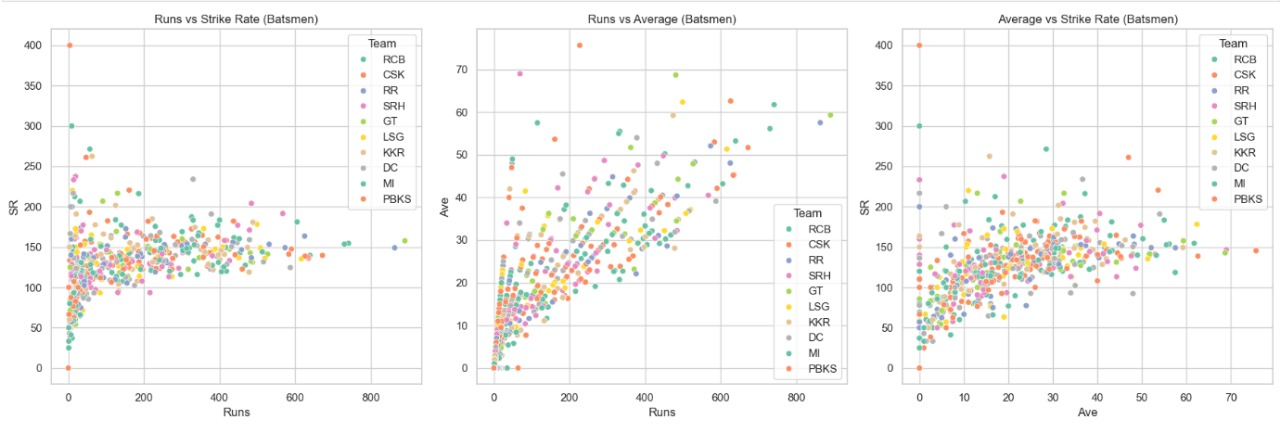 Runs vs Strike Rate (Batsmen)
400
350
300
250
200
150
100
50
0
SR
0
200
400
600
800
Runs
Team
RCB
CSK
RR
SRH
GT
LSG
KKR
DC
MI
PBKS
Runs vs Average (Batsmen)
70
60
50
40
30
20
10
0
Ave
0
200
400
600
800
Runs
Team
RCB
CSK
RR
SRH
GT
LSG
KKR
DC
MI
PBKS
Average vs Strike Rate (Batsmen)
400
350
300
250
200
150
100
50
0
SR
0
10
20
30
40
50
60
70
Ave
Team
RCB
CSK
RR
SRH
GT
LSG
KKR
DC
MI
PBKS